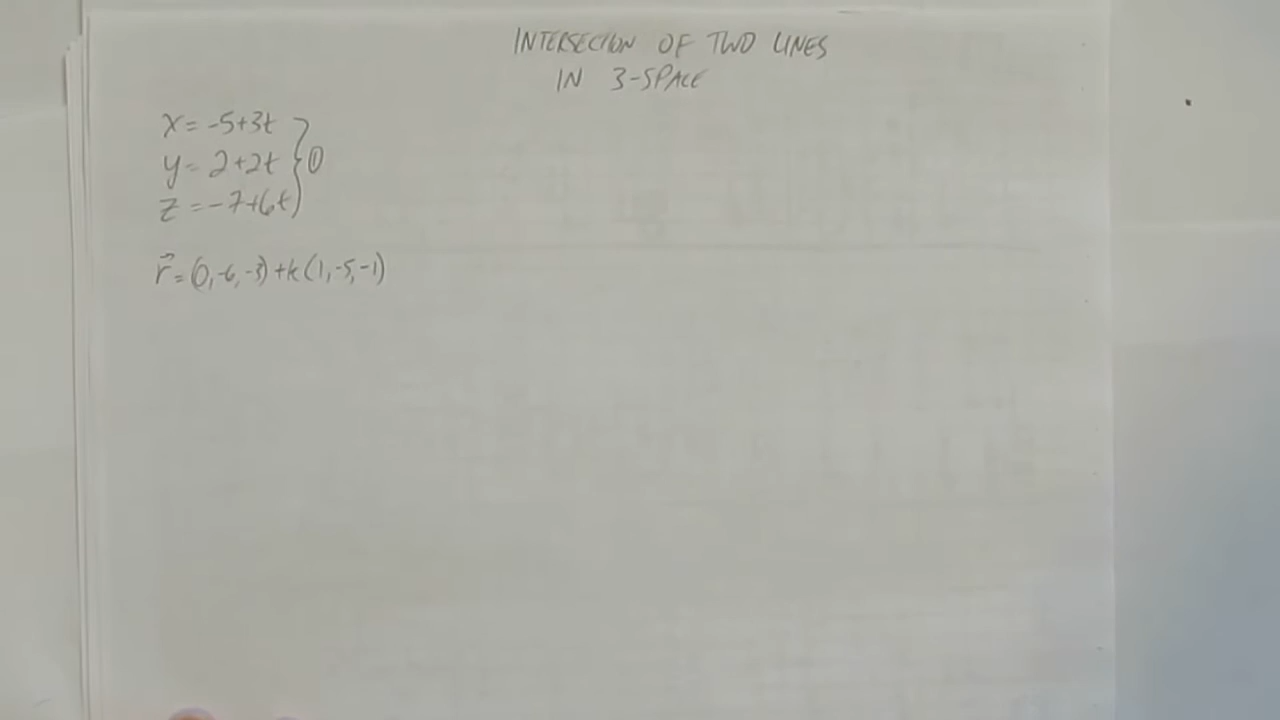 INTERSECION OF TWO LINES
IN 3-SPACE
x = -5+3t
y = 2+2t } ①
z = -7+6t
r⃗ = (0,-6,-3)+k(1,-5,-1)